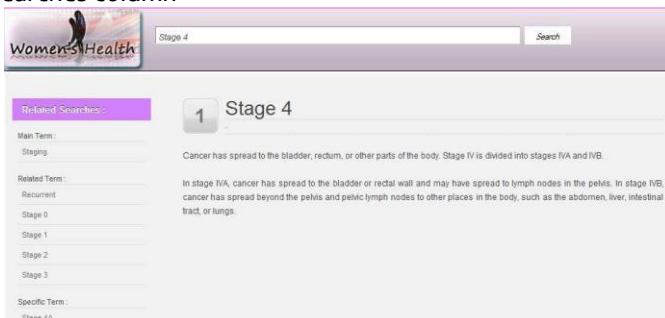 earches column
Women's Health
Stage 4
Search
Related Searches :
Main Term :
Staging
Related Term :
Recurrent
Stage 0
Stage 1
Stage 2
Stage 3
Specific Term :
Stage 4A
1
Stage 4
Cancer has spread to the bladder, rectum, or other parts of the body. Stage IV is divided into stages IVA and IVB.
In stage IVA, cancer has spread to the bladder or rectal wall and may have spread to lymph nodes in the pelvis. In stage IVB,
cancer has spread beyond the pelvis and pelvic lymph nodes to other places in the body, such as the abdomen, liver, intestinal
tract, or lungs.